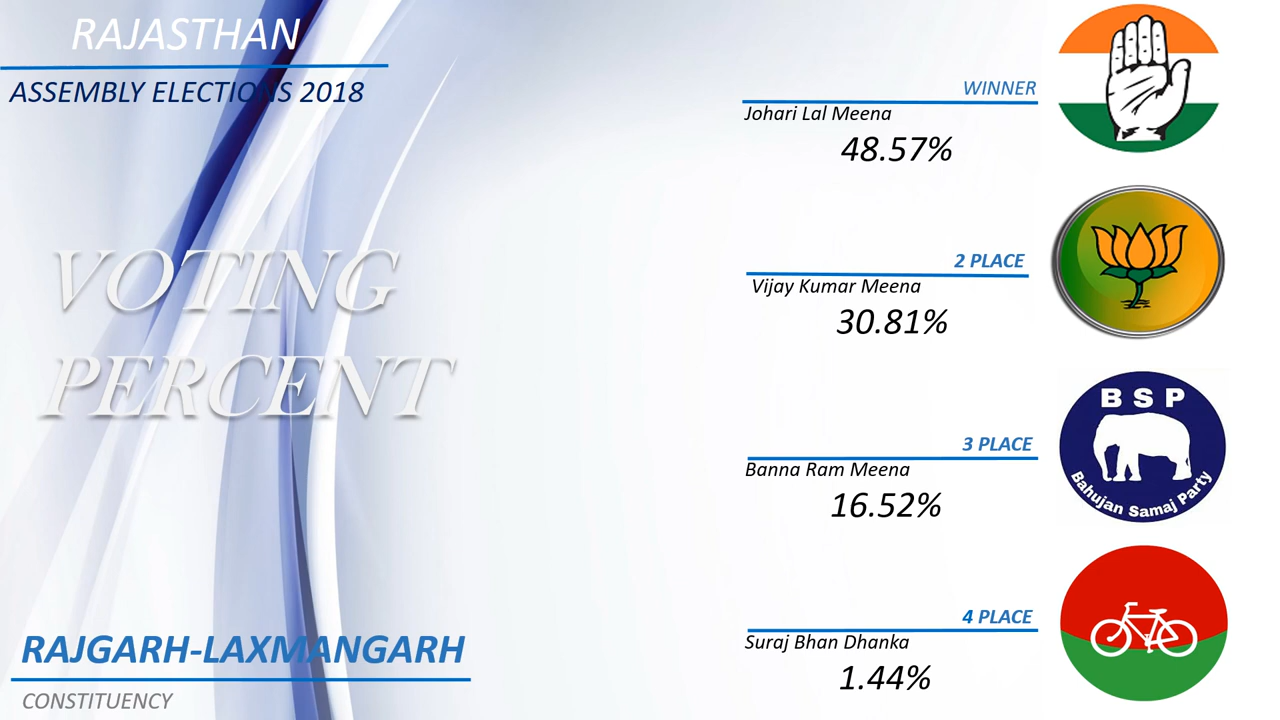 RAJASTHAN
ASSEMBLY ELECTIONS 2018
VOTING
PERCENT
RAJGARH-LAXMANGARH
CONSTITUENCY
WINNER
Johari Lal Meena
48.57%
2 PLACE
Vijay Kumar Meena
30.81%
3 PLACE
Banna Ram Meena
16.52%
BSP
Bahujan Samaj Party
4 PLACE
Suraj Bhan Dhanka
1.44%